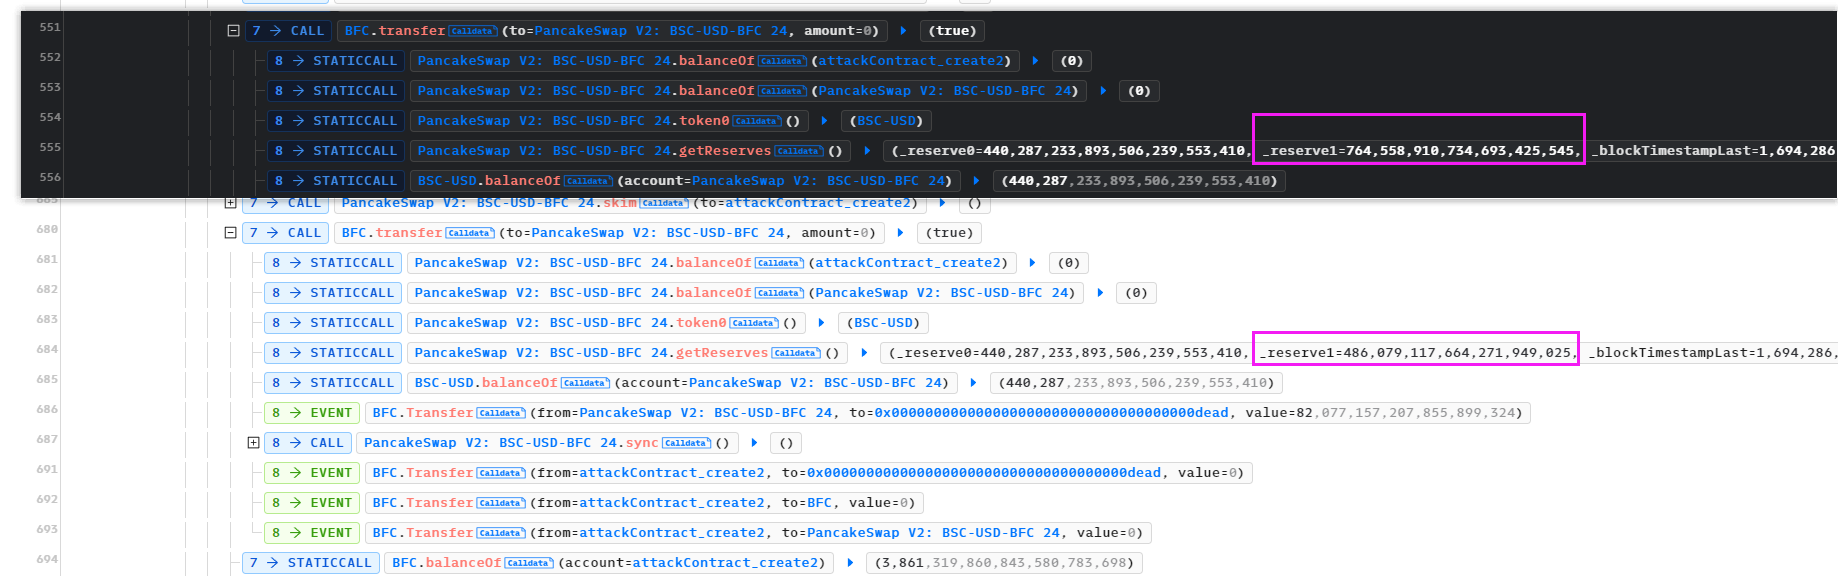 551 7 → CALL BFC.transfer Calldata (to=PancakeSwap V2: BSC-USD-BFC 24, amount=0) (true)
552 8 → STATICCALL PancakeSwap V2: BSC-USD-BFC 24.balanceOf Calldata (attackContract_create2) (0)
553 8 → STATICCALL PancakeSwap V2: BSC-USD-BFC 24.balanceOf Calldata (PancakeSwap V2: BSC-USD-BFC 24) (0)
554 8 → STATICCALL PancakeSwap V2: BSC-USD-BFC 24.token0 Calldata () (BSC-USD)
555 8 → STATICCALL PancakeSwap V2: BSC-USD-BFC 24.getReserves Calldata () (_reserve0=440,287,233,893,506,239,553,410, _reserve1=764,558,910,734,693,425,545, _blockTimestampLast=1,694,286
556 8 → STATICCALL BSC-USD.balanceOf Calldata (account=PancakeSwap V2: BSC-USD-BFC 24) (440,287,233,893,506,239,553,410)
7 → CALL PancakeSwap V2: BSC-USD-BFC 24.skim Calldata (to=attackContract_create2) ()
680 7 → CALL BFC.transfer Calldata (to=PancakeSwap V2: BSC-USD-BFC 24, amount=0) (true)
681 8 → STATICCALL PancakeSwap V2: BSC-USD-BFC 24.balanceOf Calldata (attackContract_create2) (0)
682 8 → STATICCALL PancakeSwap V2: BSC-USD-BFC 24.balanceOf Calldata (PancakeSwap V2: BSC-USD-BFC 24) (0)
683 8 → STATICCALL PancakeSwap V2: BSC-USD-BFC 24.token0 Calldata () (BSC-USD)
684 8 → STATICCALL PancakeSwap V2: BSC-USD-BFC 24.getReserves Calldata () (_reserve0=440,287,233,893,506,239,553,410, _reserve1=486,079,117,664,271,949,025, _blockTimestampLast=1,694,286,
685 8 → STATICCALL BSC-USD.balanceOf Calldata (account=PancakeSwap V2: BSC-USD-BFC 24) (440,287,233,893,506,239,553,410)
686 8 → EVENT BFC.Transfer Calldata (from=PancakeSwap V2: BSC-USD-BFC 24, to=0x000000000000000000000000000000000000dead, value=82,077,157,207,855,899,324)
687 8 → CALL PancakeSwap V2: BSC-USD-BFC 24.sync Calldata () ()
691 8 → EVENT BFC.Transfer Calldata (from=attackContract_create2, to=0x000000000000000000000000000000000000dead, value=0)
692 8 → EVENT BFC.Transfer Calldata (from=attackContract_create2, to=BFC, value=0)
693 8 → EVENT BFC.Transfer Calldata (from=attackContract_create2, to=PancakeSwap V2: BSC-USD-BFC 24, value=0)
694 7 → STATICCALL BFC.balanceOf Calldata (account=attackContract_create2) (3,861,319,860,843,580,783,698)